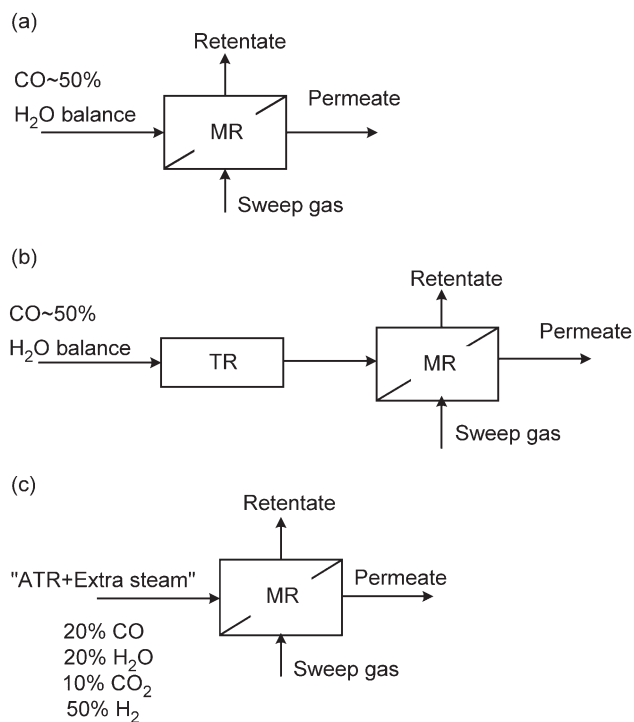 (a)
Retentate
CO~50%
H₂O balance
MR
Permeate
Sweep gas
(b)
Retentate
CO~50%
H₂O balance
TR
MR
Permeate
Sweep gas
(c)
Retentate
"ATR+Extra steam"
MR
Permeate
20% CO
20% H₂O
10% CO₂
50% H₂
Sweep gas